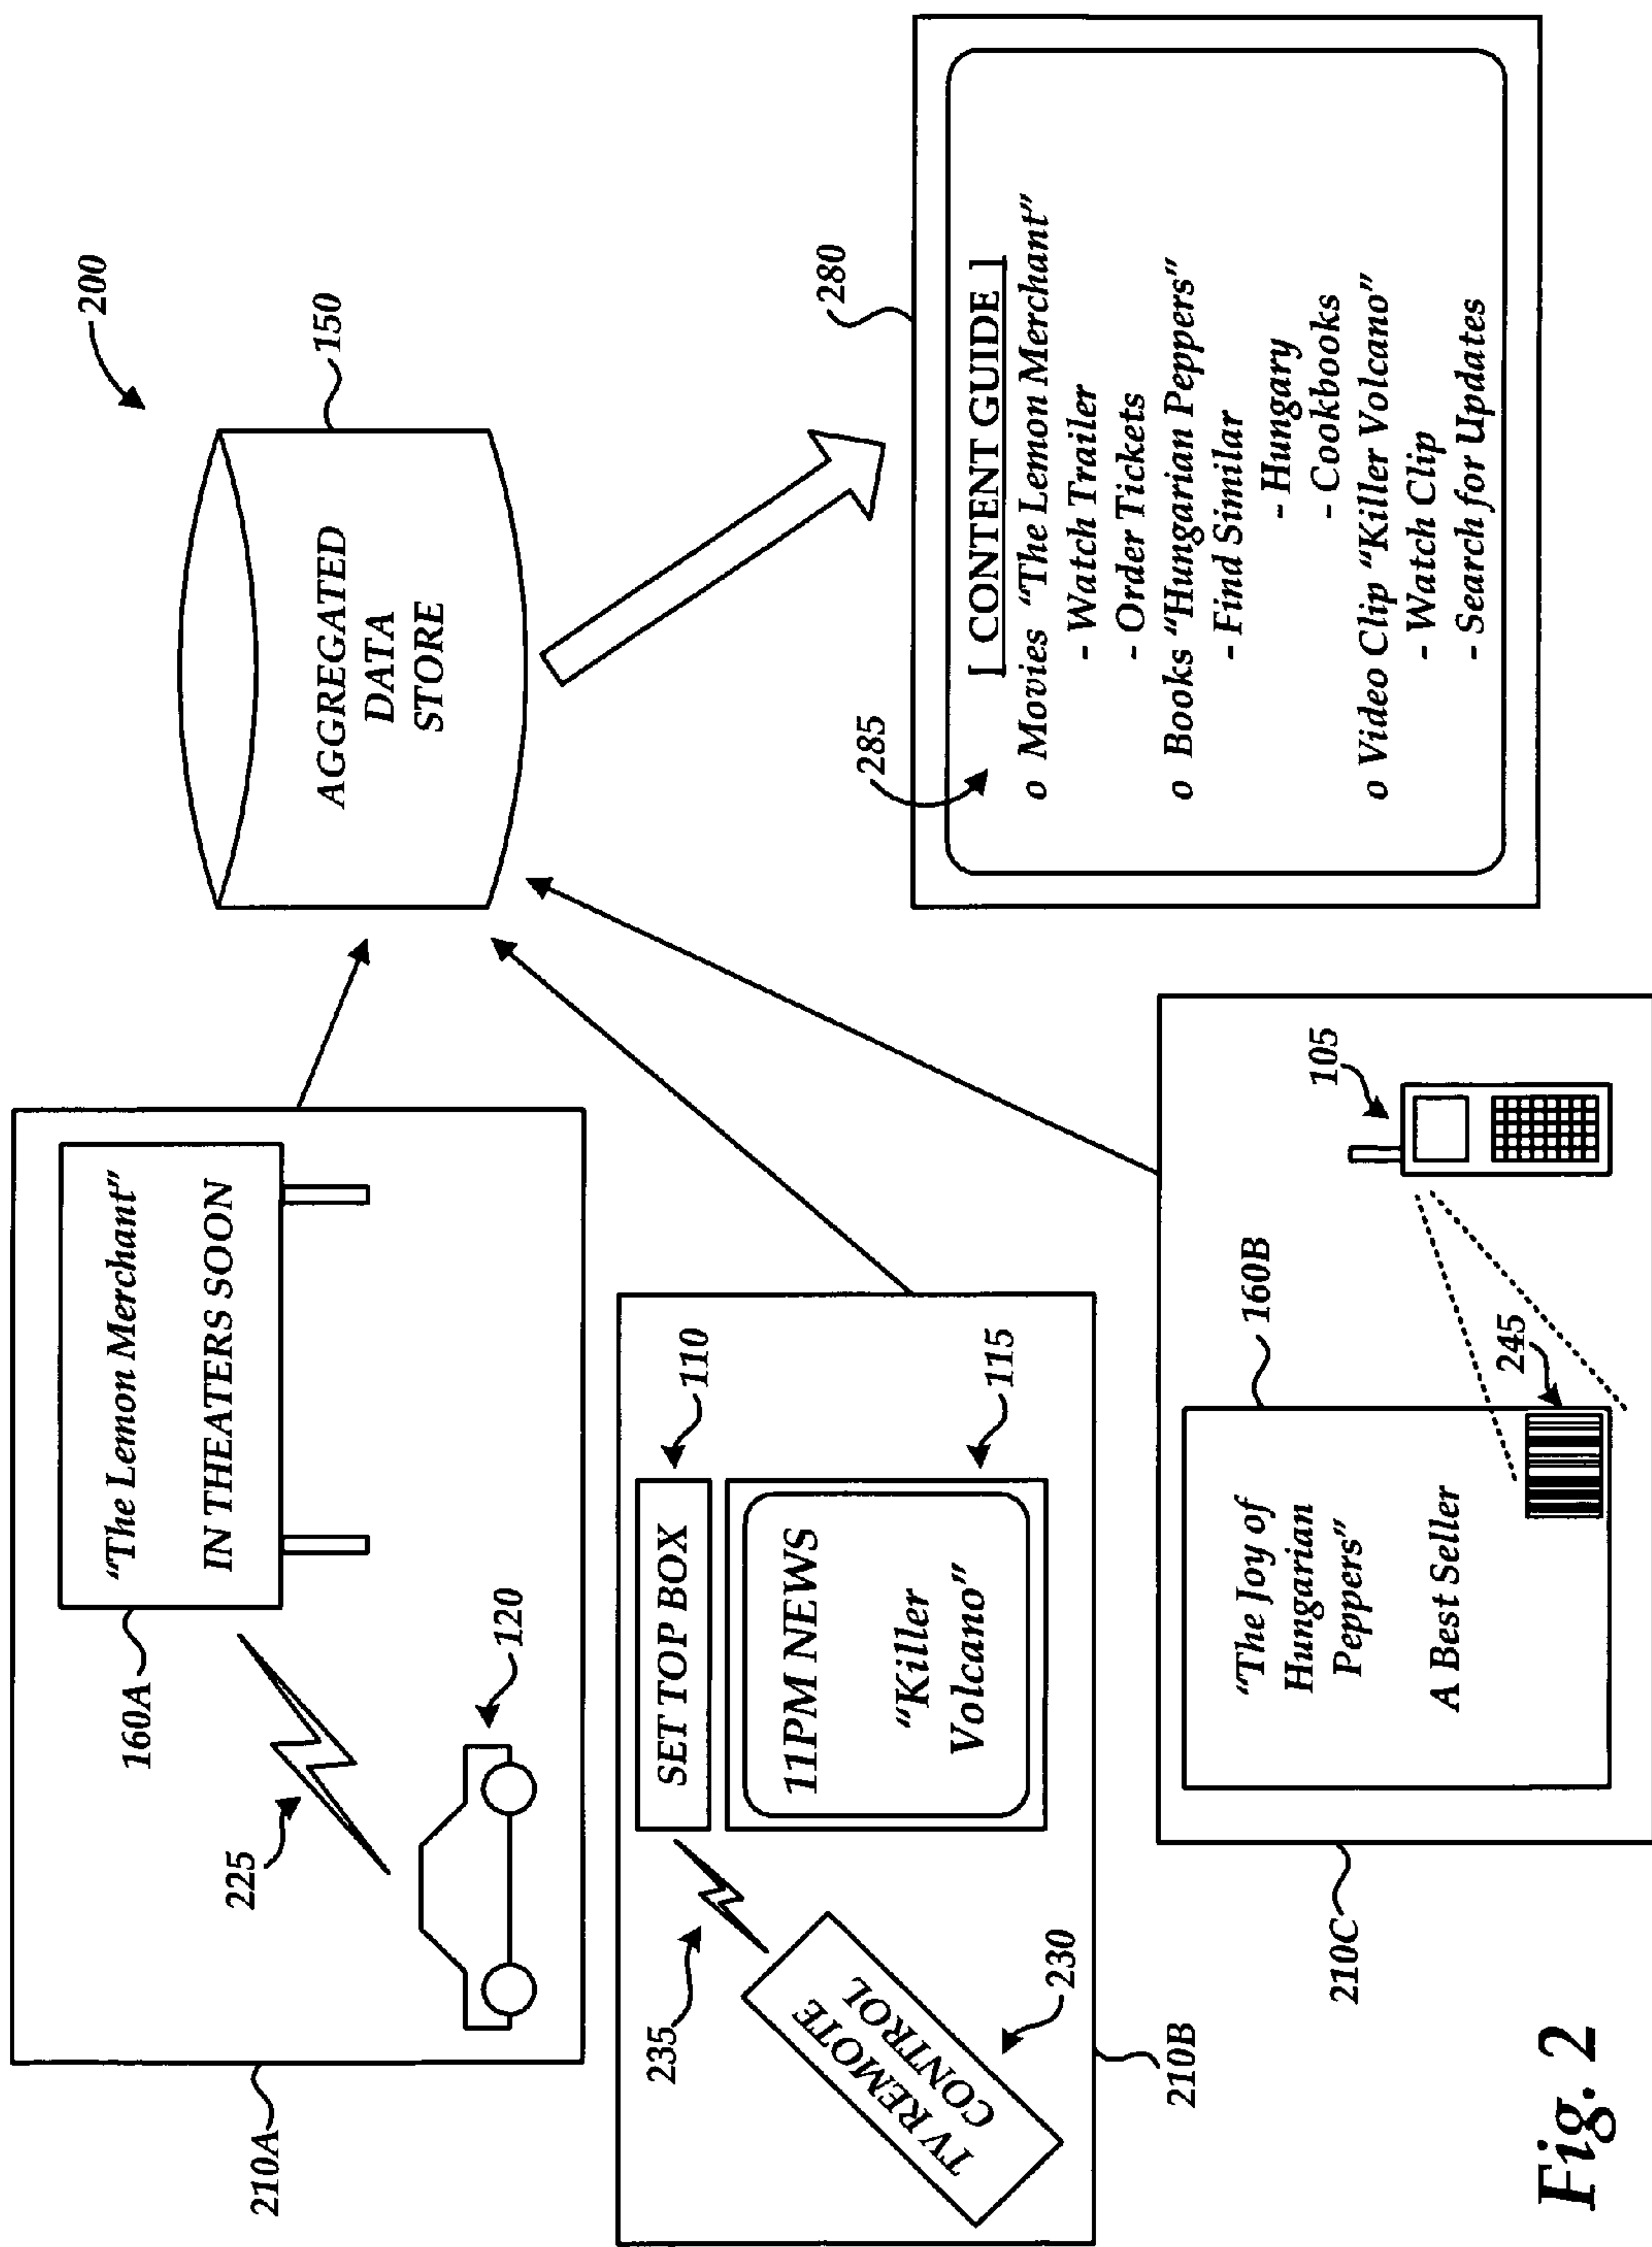 200
"The Lemon Merchant"
IN THEATERS SOON
160A
225
120
210A
AGGREGATED
DATA
STORE
150
SET TOP BOX
110
11PM NEWS
"Killer
Volcano"
115
235
TV REMOTE
CONTROL
230
210B
"The Joy of
Hungarian
Peppers"
A Best Seller
160B
245
105
210C
280
285
[ CONTENT GUIDE ]
o Movies "The Lemon Merchant"
- Watch Trailer
- Order Tickets
o Books "Hungarian Peppers"
- Find Similar
- Hungary
- Cookbooks
o Video Clip "Killer Volcano"
- Watch Clip
- Search for Updates
Fig. 2